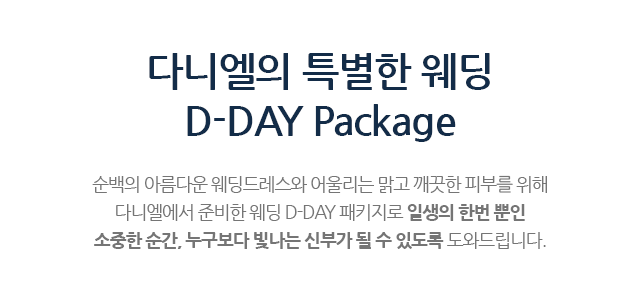 다니엘의 특별한 웨딩
D-DAY Package
순백의 아름다운 웨딩드레스와 어울리는 맑고 깨끗한 피부를 위해
다니엘에서 준비한 웨딩 D-DAY 패키지로 일생의 한번 뿐인
소중한 순간, 누구보다 빛나는 신부가 될 수 있도록 도와드립니다.